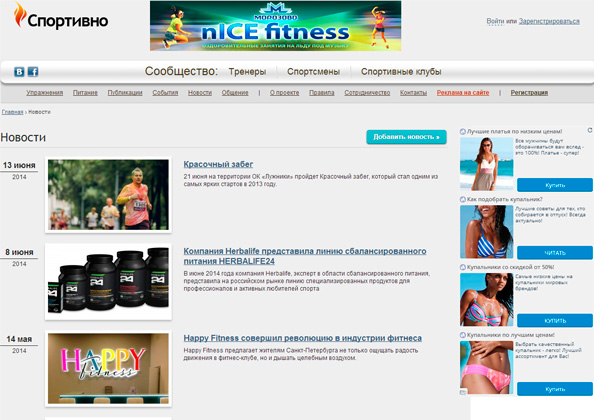 Спортивно
МОРОЗОВО
nICE fitness
ОЗДОРОВИТЕЛЬНЫЕ ЗАНЯТИЯ НА ЛЬДУ ПОД МУЗЫКУ
Войти или Зарегистрироваться
Сообщество: Тренеры Спортсмены Спортивные клубы
Упражнения Питание Публикации События Новости Общение | О проекте Правила Сотрудничество Контакты Реклама на сайте | Регистрация
Главная › Новости
Новости
Добавить новость »
13 июня
2014
Красочный забег
21 июня на территории ОК «Лужники» пройдет Красочный забег, который стал одним из
самых ярких стартов в 2013 году.
8 июня
2014
24
Компания Herbalife представила линию сбалансированного
питания HERBALIFE24
В июне 2014 года компания Herbalife, эксперт в области сбалансированного питания,
представила на российском рынке линию специализированных продуктов для
профессионалов и активных любителей спорта
14 мая
2014
HAPPY
fitness
Happy Fitness совершил революцию в индустрии фитнеса
Happy Fitness предлагает жителям Санкт-Петербурга не только ощущать радость
движения в фитнес-клубе, но и дышать целебным воздухом.
Лучшие платья по низким ценам!
Все мужчины будут
оборачиваться вам вслед -
это 100%! Платья - супер!
Купить
Как подобрать купальник?
Лучшие советы для тех, кто
собирается в отпуск! Всегда
актуально!
ЧИТАТЬ
Купальники со скидкой от 50%!
Самые низкие цены на
купальники мировых
брендов!
КУПИТЬ
Купальники по лучшим ценам!
Выбрать качественный
купальник - легко! Лучший
ассортимент для Вас!
Купить